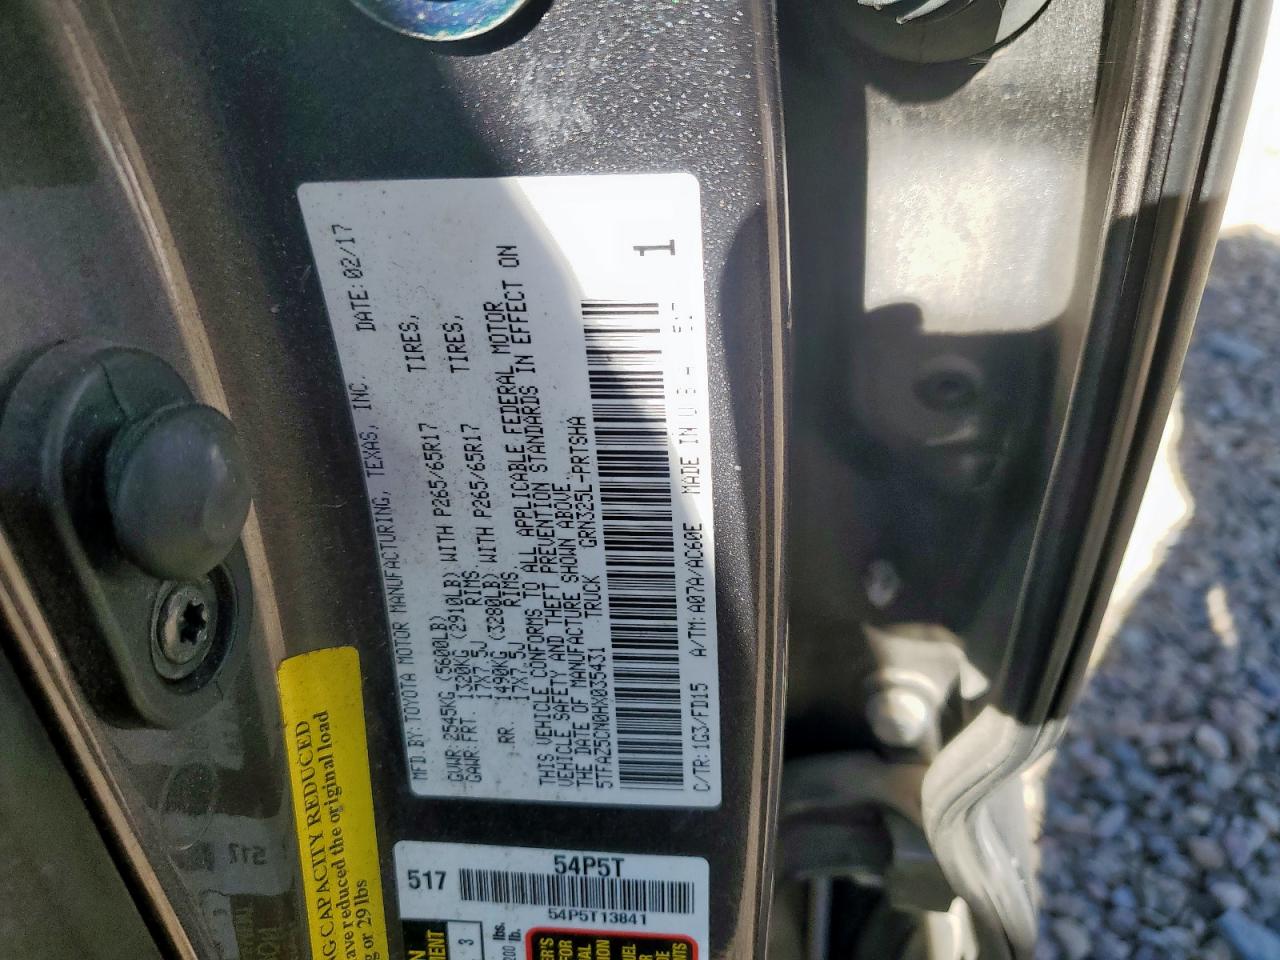 MFD BY: TOYOTA MOTOR MANUFACTURING, TEXAS, INC. DATE: 02/17
GVWR: 2545KG (5600LB)
GAWR: FRT. 1320KG (2910LB) WITH P265/65R17 TIRES,
17X7.5J RIMS
RR. 1490KG (3280LB) WITH P265/65R17 TIRES,
17X7.5J RIMS
THIS VEHICLE CONFORMS TO ALL APPLICABLE FEDERAL MOTOR
VEHICLE SAFETY AND THEFT PREVENTION STANDARDS IN EFFECT ON
THE DATE OF MANUFACTURE SHOWN ABOVE
5TFAZ5CN0HX035431 TRUCK GRN325L-PRTSHA
C/TR: 1G3/FD15 A/TM: A07A/AC60E MADE IN U
1
G CAPACITY REDUCED
ave reduced the original load
g or 29 lbs
517
54P5T
54P5T13841
3
lbs.